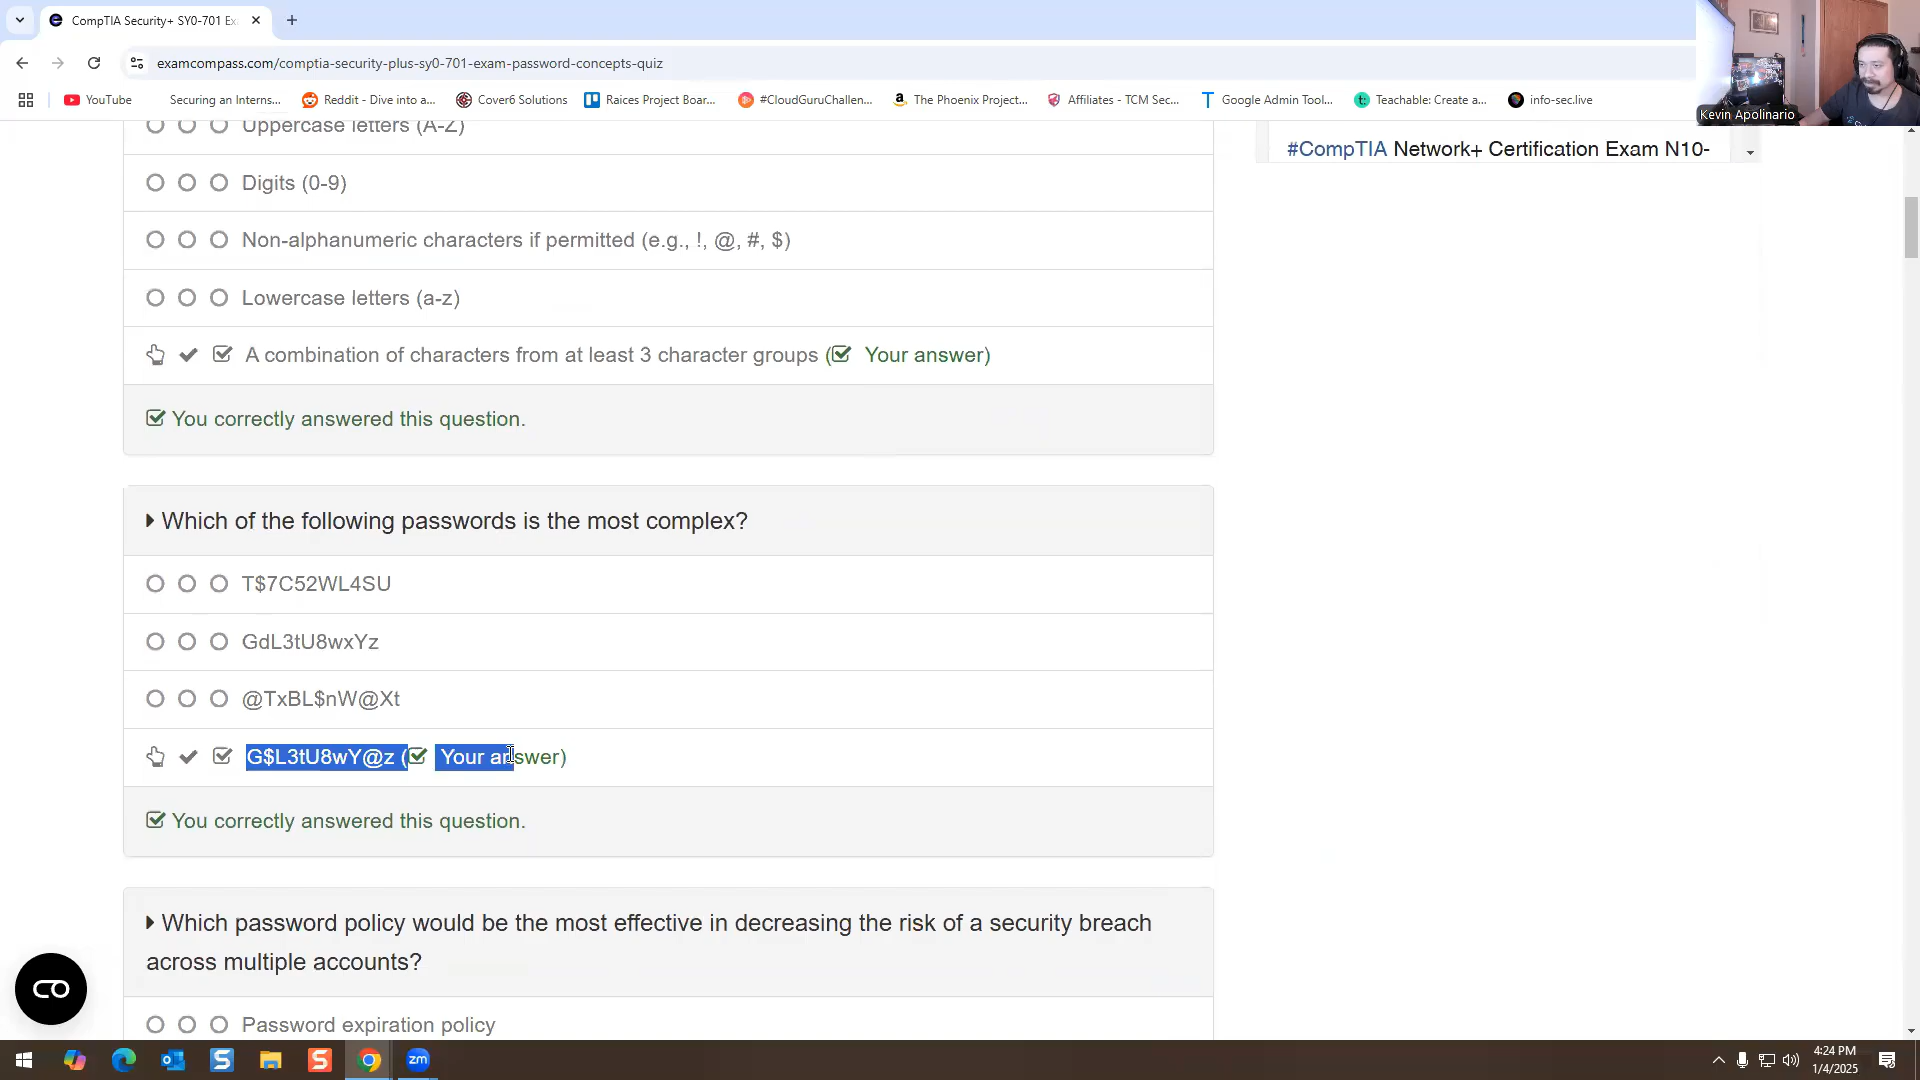 CompTIA Security+ SY0-701 Ex
examcompass.com/comptia-security-plus-sy0-701-exam-password-concepts-quiz
YouTube
Securing an Interns...
Reddit - Dive into a...
Cover6 Solutions
Raices Project Boar...
#CloudGuruChallen...
The Phoenix Project...
Affiliates - TCM Sec...
Google Admin Tool...
Teachable: Create a...
info-sec.live
Kevin Apolinario
Uppercase letters (A-Z)
#CompTIA Network+ Certification Exam N10-
Digits (0-9)
Non-alphanumeric characters if permitted (e.g., !, @, #, $)
Lowercase letters (a-z)
A combination of characters from at least 3 character groups ( Your answer)
You correctly answered this question.
Which of the following passwords is the most complex?
T$7C52WL4SU
GdL3tU8wxYz
@TxBL$nW@Xt
G$L3tU8wY@z ( Your answer)
You correctly answered this question.
Which password policy would be the most effective in decreasing the risk of a security breach
across multiple accounts?
Password expiration policy
zm
4:24 PM
1/4/2025